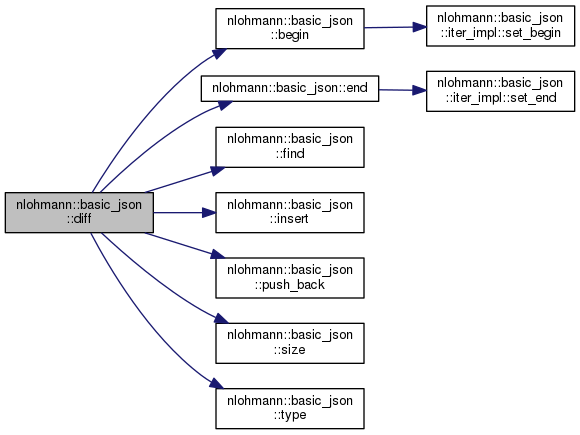 nlohmann::basic_json
::diff
nlohmann::basic_json
::begin
nlohmann::basic_json
::iter_impl::set_begin
nlohmann::basic_json::end
nlohmann::basic_json
::iter_impl::set_end
nlohmann::basic_json
::find
nlohmann::basic_json
::insert
nlohmann::basic_json
::push_back
nlohmann::basic_json
::size
nlohmann::basic_json
::type